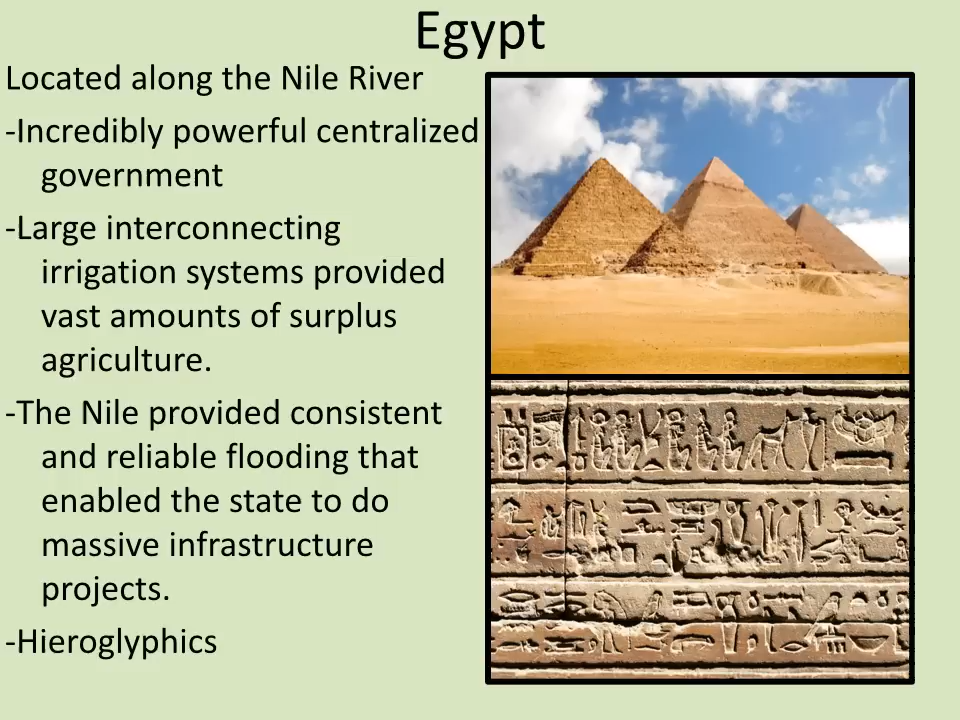 Egypt
Located along the Nile River
-Incredibly powerful centralized
government
-Large interconnecting
irrigation systems provided
vast amounts of surplus
agriculture.
-The Nile provided consistent
and reliable flooding that
enabled the state to do
massive infrastructure
projects.
-Hieroglyphics